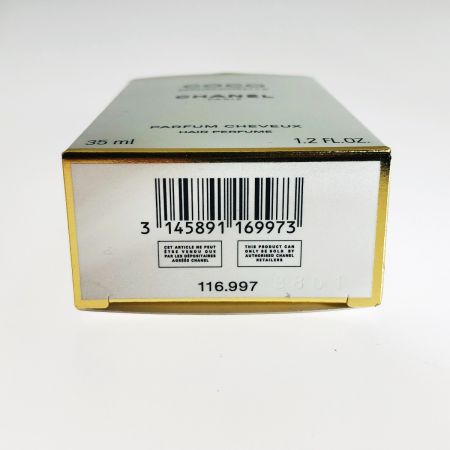 COCO
MADEMOISELLE
CHANEL
PARIS
PARFUM CHEVEUX
HAIR PERFUME
35 ml
1.2 FL.OZ.
3 145891 169973
CET ARTICLE NE PEUT
ÊTRE VENDU QUE
PAR LES DÉPOSITAIRES
AGRÉÉS CHANEL
THIS PRODUCT CAN
ONLY BE SOLD BY
AUTHORISED CHANEL
RETAILERS
116.997